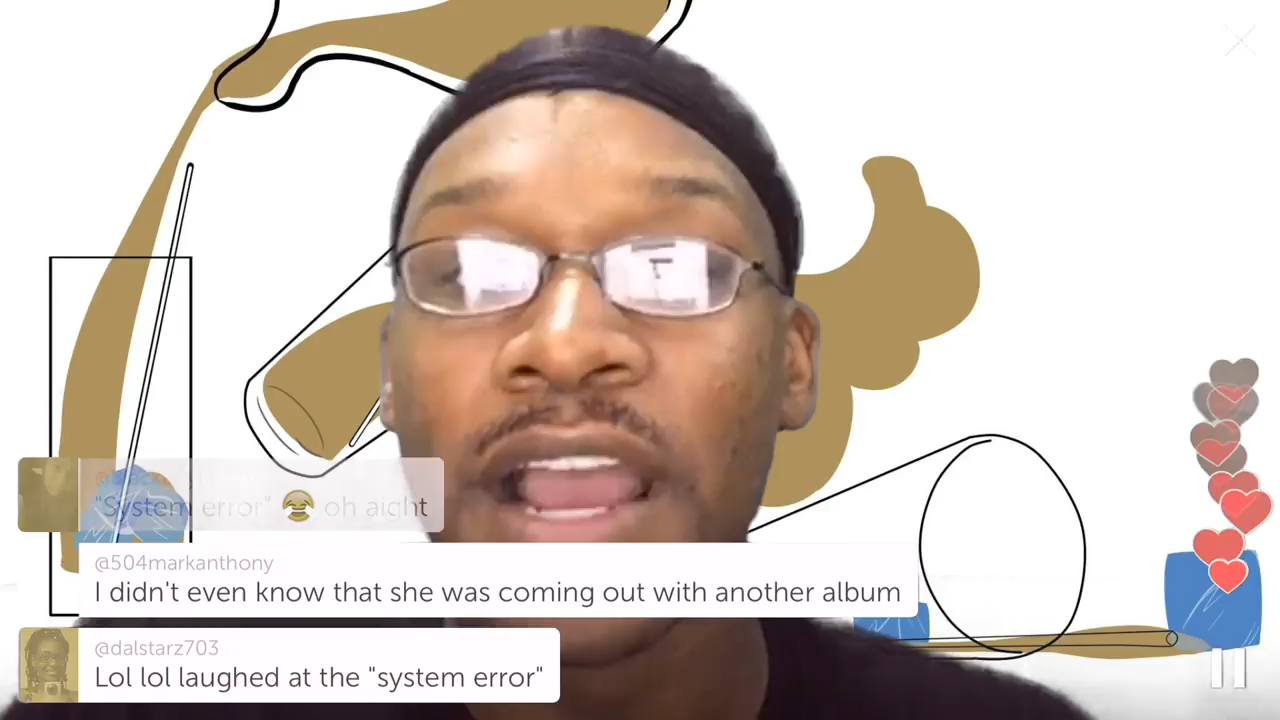 "System error" 😂 oh aight
@504markanthony
I didn't even know that she was coming out with another album
@dalstarz703
Lol lol laughed at the "system error"